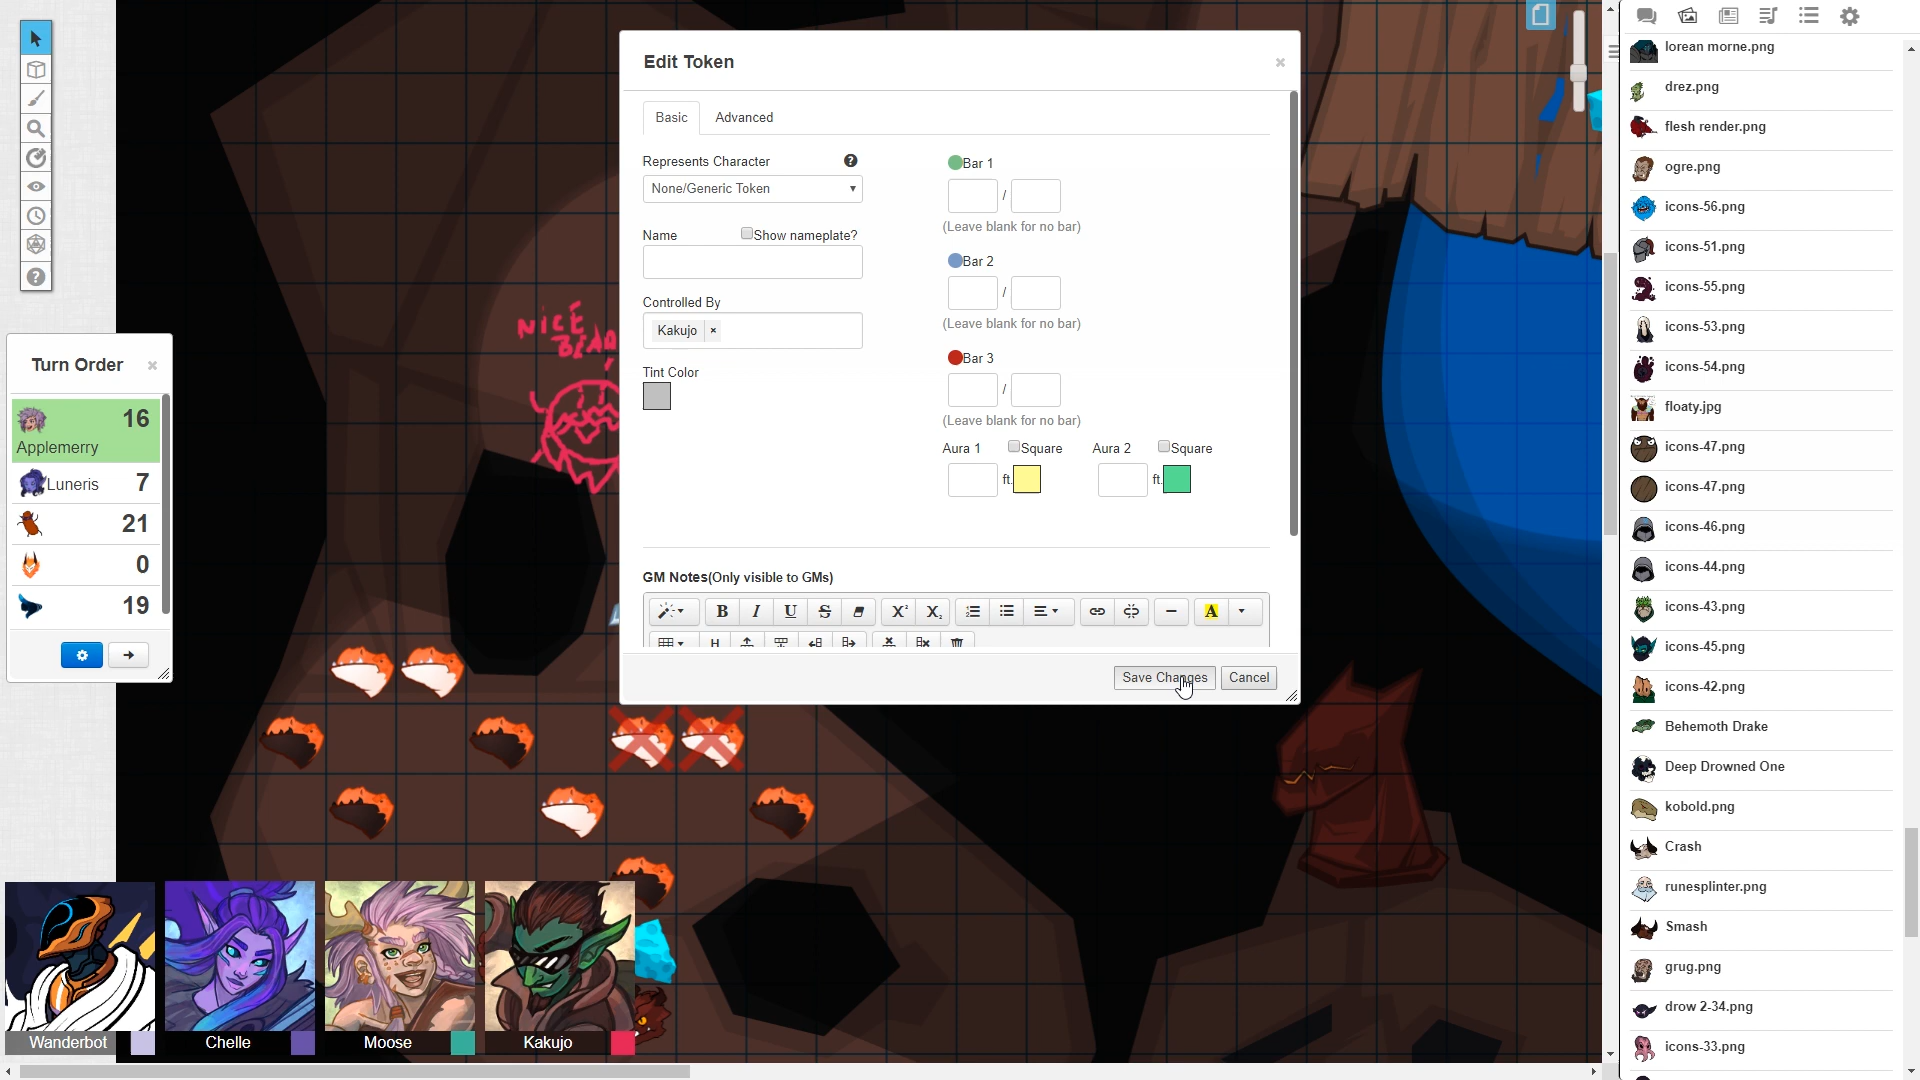 Edit Token
×
Basic
Advanced
Represents Character
?
None/Generic Token
Name
Show nameplate?
Controlled By
Kakujo ×
Tint Color
Bar 1
/
(Leave blank for no bar)
Bar 2
/
(Leave blank for no bar)
Bar 3
/
(Leave blank for no bar)
Aura 1
Square
Aura 2
Square
ft.
ft.
GM Notes(Only visible to GMs)
B I U S
X² X₂
A
H
Save Changes
Cancel
NICE
BEAD
Turn Order
×
16
Applemerry
Luneris 7
21
0
19
Wanderbot
Chelle
Moose
Kakujo
lorean morne.png
drez.png
flesh render.png
ogre.png
icons-56.png
icons-51.png
icons-55.png
icons-53.png
icons-54.png
floaty.jpg
icons-47.png
icons-47.png
icons-46.png
icons-44.png
icons-43.png
icons-45.png
icons-42.png
Behemoth Drake
Deep Drowned One
kobold.png
Crash
runesplinter.png
Smash
grug.png
drow 2-34.png
icons-33.png